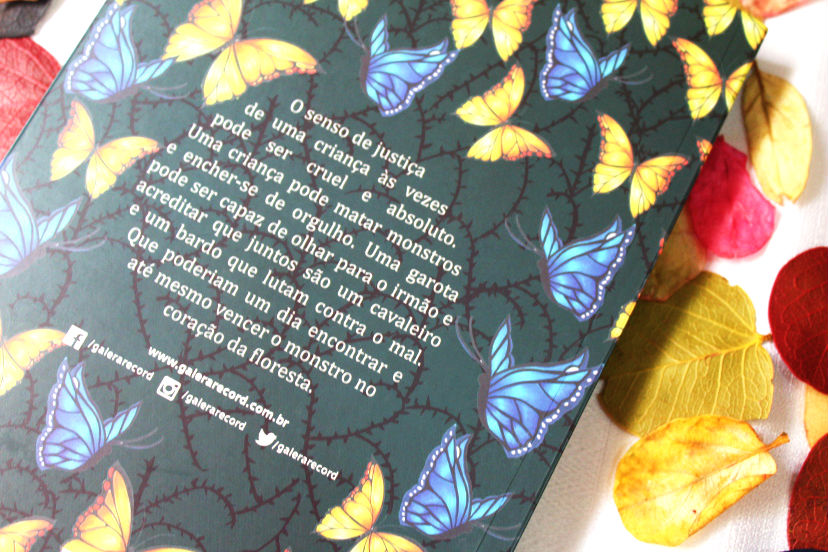 O senso de justiça
de uma criança às vezes
pode ser cruel e absoluto.
Uma criança pode matar monstros
e encher-se de orgulho. Uma garota
pode ser capaz de olhar para o irmão e
acreditar que juntos são um cavaleiro
e um bardo que lutam contra o mal.
Que poderiam um dia encontrar e
até mesmo vencer o monstro no
coração da floresta.
www.galerarecord.com.br
/galerarecord
/galerarecord
/galerarecord